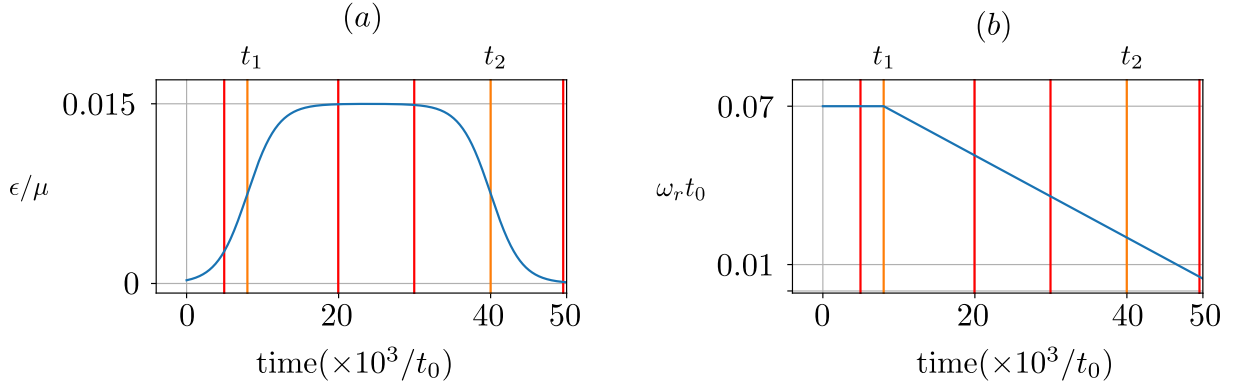 (a)
t₁ t₂
0.015
ϵ/μ
0
0 20 40 50
time(×10³/t₀)
(b)
t₁ t₂
0.07
ωᵣt₀
0.01
0 20 40 50
time(×10³/t₀)